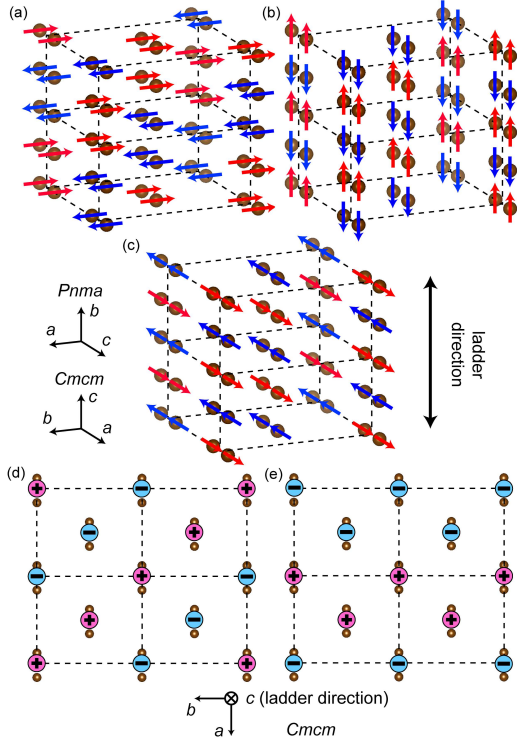 (a)
(b)
(c)
Pnma
b
a
c
Cmcm
c
b
a
ladder
direction
(d)
(e)
b
c (ladder direction)
a
Cmcm